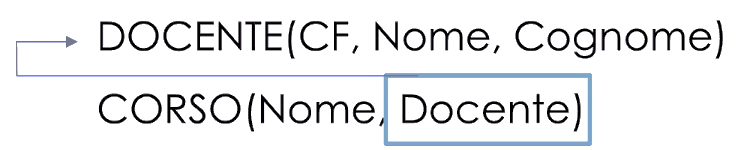 DOCENTE(CF, Nome, Cognome)
CORSO(Nome, Docente)